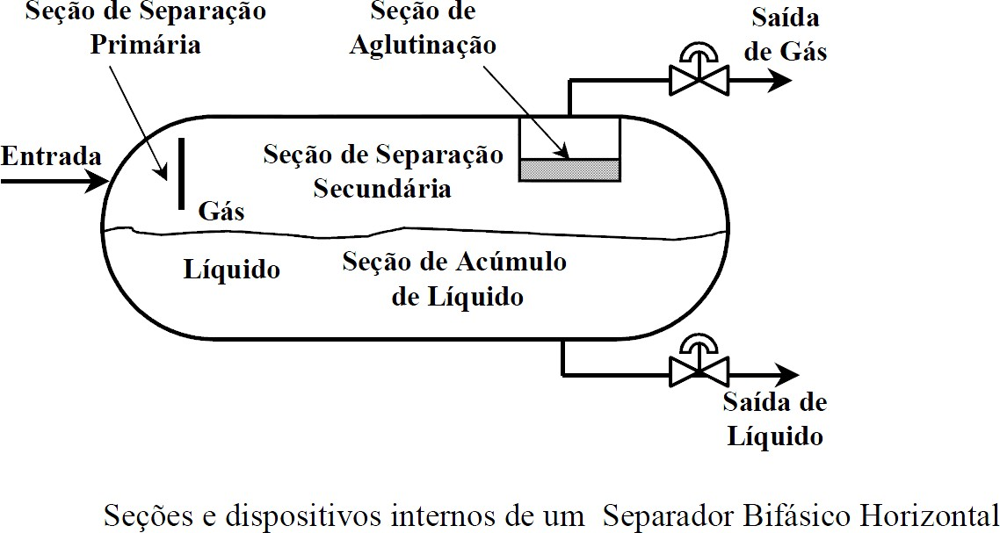 Seção de Separação
Primária
Seção de
Aglutinação
Saída
de Gás
Entrada
Seção de Separação
Secundária
Gás
Líquido
Seção de Acúmulo
de Líquido
Saída de
Líquido
Seções e dispositivos internos de um Separador Bifásico Horizontal